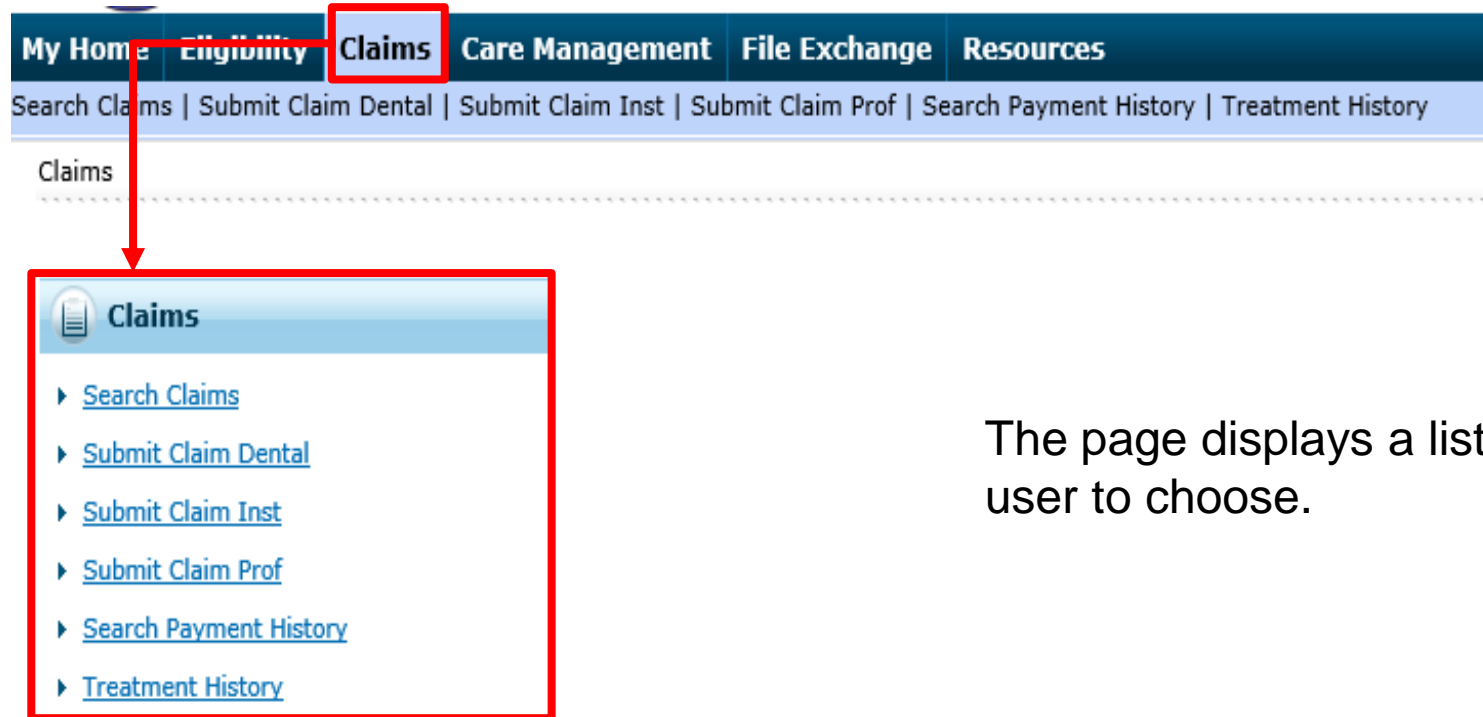 My Home Eligibility Claims Care Management File Exchange Resources
Search Claims | Submit Claim Dental | Submit Claim Inst | Submit Claim Prof | Search Payment History | Treatment History
Claims
Claims
Search Claims
Submit Claim Dental
Submit Claim Inst
Submit Claim Prof
Search Payment History
Treatment History
The page displays a list
user to choose.